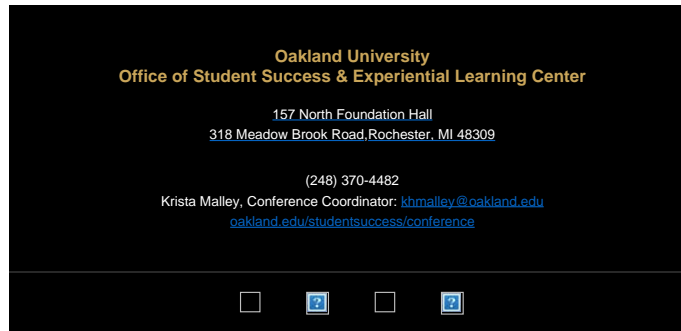 Oakland University
Office of Student Success & Experiential Learning Center
157 North Foundation Hall
318 Meadow Brook Road,Rochester, MI 48309
(248) 370-4482
Krista Malley, Conference Coordinator: khmalley@oakland.edu
oakland.edu/studentsuccess/conference